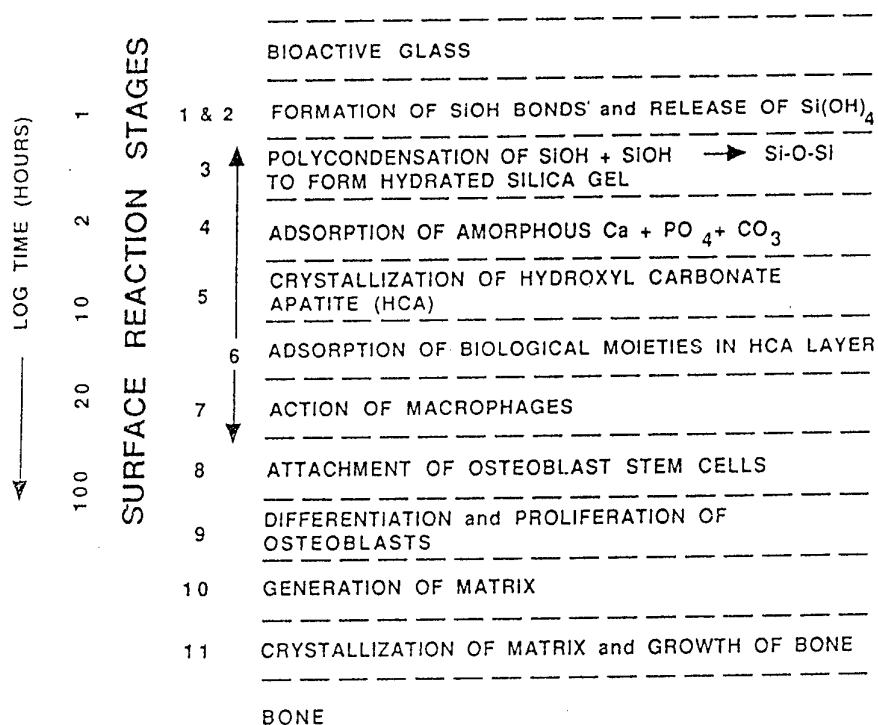 BIOACTIVE GLASS
LOG TIME (HOURS)
1
2
10
20
100
SURFACE REACTION STAGES
1 & 2 FORMATION OF SiOH BONDS' and RELEASE OF Si(OH)4
3 POLYCONDENSATION OF SiOH + SiOH → Si-O-Si
TO FORM HYDRATED SILICA GEL
4 ADSORPTION OF AMORPHOUS Ca + PO4 + CO3
5 CRYSTALLIZATION OF HYDROXYL CARBONATE
APATITE (HCA)
6 ADSORPTION OF BIOLOGICAL MOIETIES IN HCA LAYER
7 ACTION OF MACROPHAGES
8 ATTACHMENT OF OSTEOBLAST STEM CELLS
9 DIFFERENTIATION and PROLIFERATION OF
OSTEOBLASTS
10 GENERATION OF MATRIX
11 CRYSTALLIZATION OF MATRIX and GROWTH OF BONE
BONE